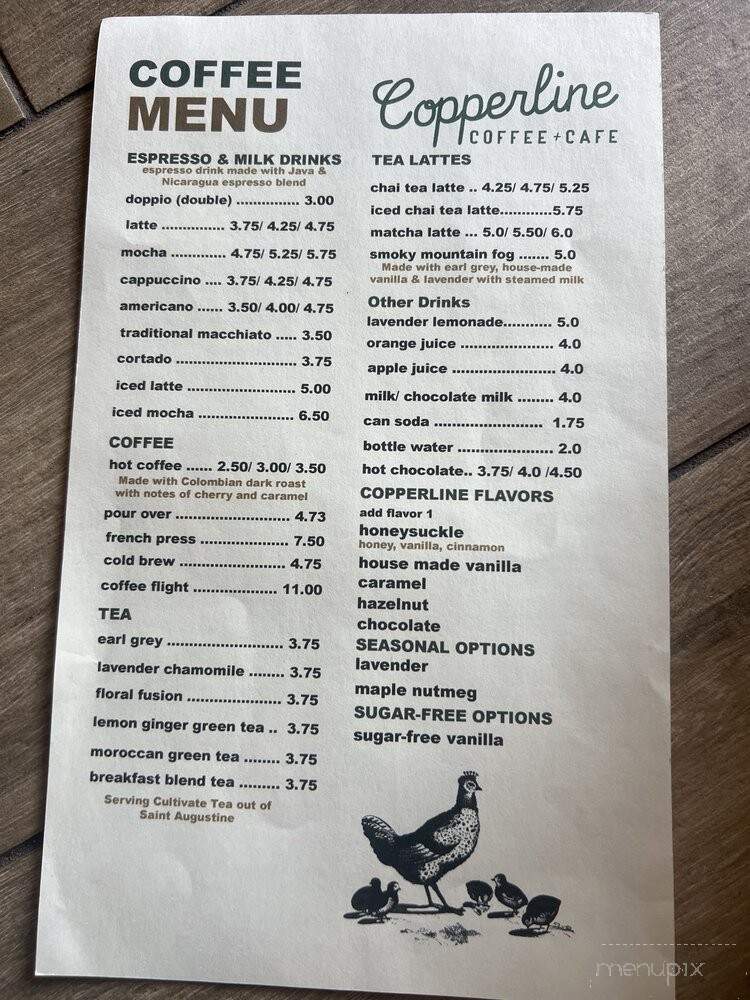 COFFEE
MENU
ESPRESSO & MILK DRINKS
espresso drink made with Java &
Nicaragua espresso blend
doppio (double) ............... 3.00
latte ............... 3.75/ 4.25/ 4.75
mocha ............ 4.75/ 5.25/ 5.75
cappuccino .... 3.75/ 4.25/ 4.75
americano ...... 3.50/ 4.00/ 4.75
traditional macchiato ..... 3.50
cortado ............................ 3.75
iced latte ......................... 5.00
iced mocha ...................... 6.50
COFFEE
hot coffee ...... 2.50/ 3.00/ 3.50
Made with Colombian dark roast
with notes of cherry and caramel
pour over ........................... 4.73
french press ..................... 7.50
cold brew ......................... 4.75
coffee flight .................... 11.00
TEA
earl grey ........................... 3.75
lavender chamomile ........ 3.75
floral fusion ...................... 3.75
lemon ginger green tea .. 3.75
moroccan green tea ........ 3.75
breakfast blend tea ......... 3.75
Serving Cultivate Tea out of
Saint Augustine
Copperline
COFFEE + CAFE
TEA LATTES
chai tea latte .. 4.25/ 4.75/ 5.25
iced chai tea latte............5.75
matcha latte ... 5.0/ 5.50/ 6.0
smoky mountain fog ....... 5.0
Made with earl grey, house-made
vanilla & lavender with steamed milk
Other Drinks
lavender lemonade........... 5.0
orange juice ..................... 4.0
apple juice ....................... 4.0
milk/ chocolate milk ........ 4.0
can soda ......................... 1.75
bottle water ..................... 2.0
hot chocolate.. 3.75/ 4.0 /4.50
COPPERLINE FLAVORS
add flavor 1
honeysuckle
honey, vanilla, cinnamon
house made vanilla
caramel
hazelnut
chocolate
SEASONAL OPTIONS
lavender
maple nutmeg
SUGAR-FREE OPTIONS
sugar-free vanilla
menupix